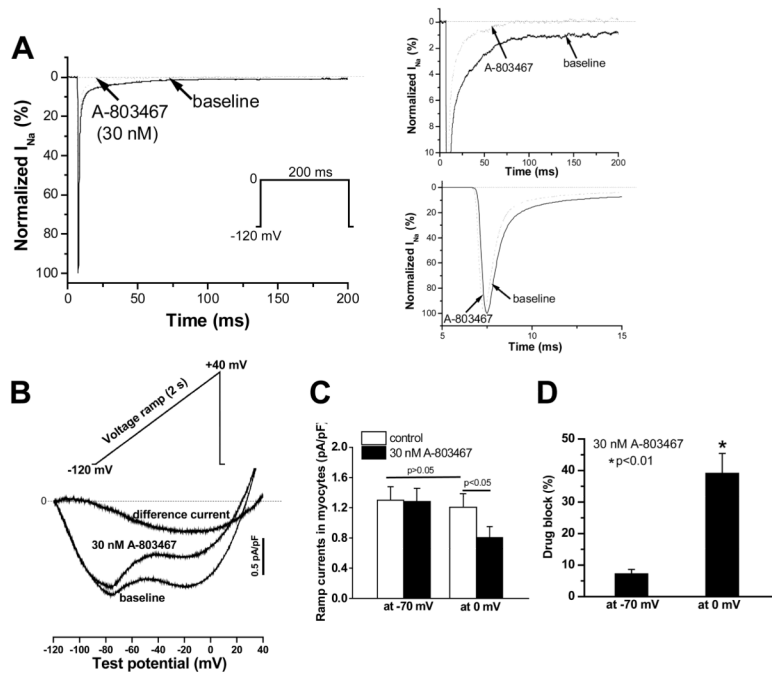 A
Normalized I_Na (%)
0
20
40
60
80
100
A-803467
(30 nM)
baseline
0
200 ms
-120 mV
0 50 100 150 200
Time (ms)
Normalized I_Na (%)
0
2
4
6
8
10
A-803467
baseline
0 50 100 150 200
Time (ms)
Normalized I_Na (%)
0
20
40
60
80
100
A-803467
baseline
5 10 15
Time (ms)
B
+40 mV
Voltage ramp (2 s)
-120 mV
0
difference current
30 nM A-803467
baseline
0.5 pA/pF
-120 -100 -80 -60 -40 -20 0 20 40
Test potential (mV)
C
Ramp currents in myocytes (pA/pF)
1.8
1.5
1.2
0.9
0.6
0.3
0.0
control
30 nM A-803467
p>0.05
p<0.05
at -70 mV at 0 mV
D
Drug block (%)
50
40
30
20
10
0
30 nM A-803467
*p<0.01
*
at -70 mV at 0 mV